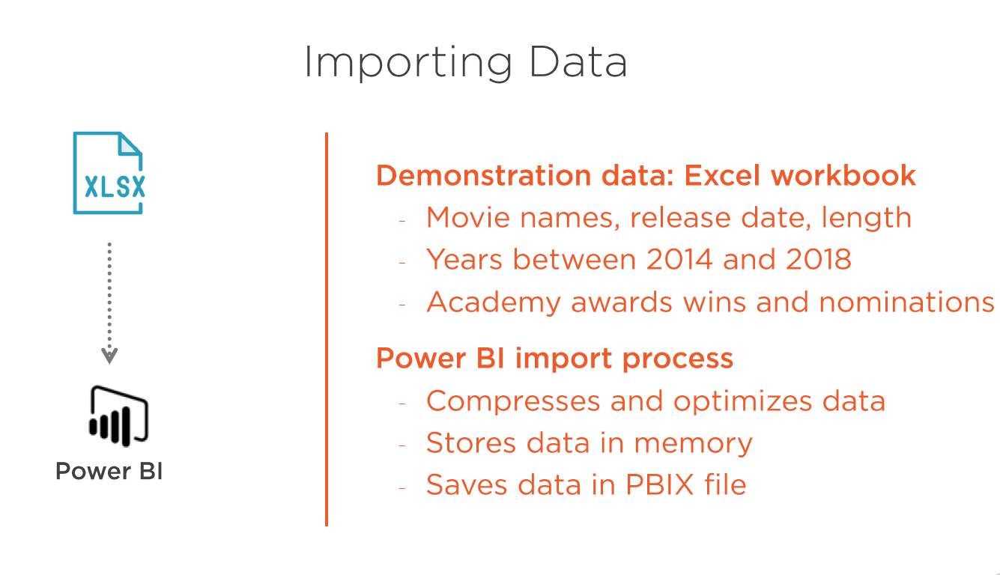 Importing Data
XLSX
Power BI
Demonstration data: Excel workbook
- Movie names, release date, length
- Years between 2014 and 2018
- Academy awards wins and nominations
Power BI import process
- Compresses and optimizes data
- Stores data in memory
- Saves data in PBIX file